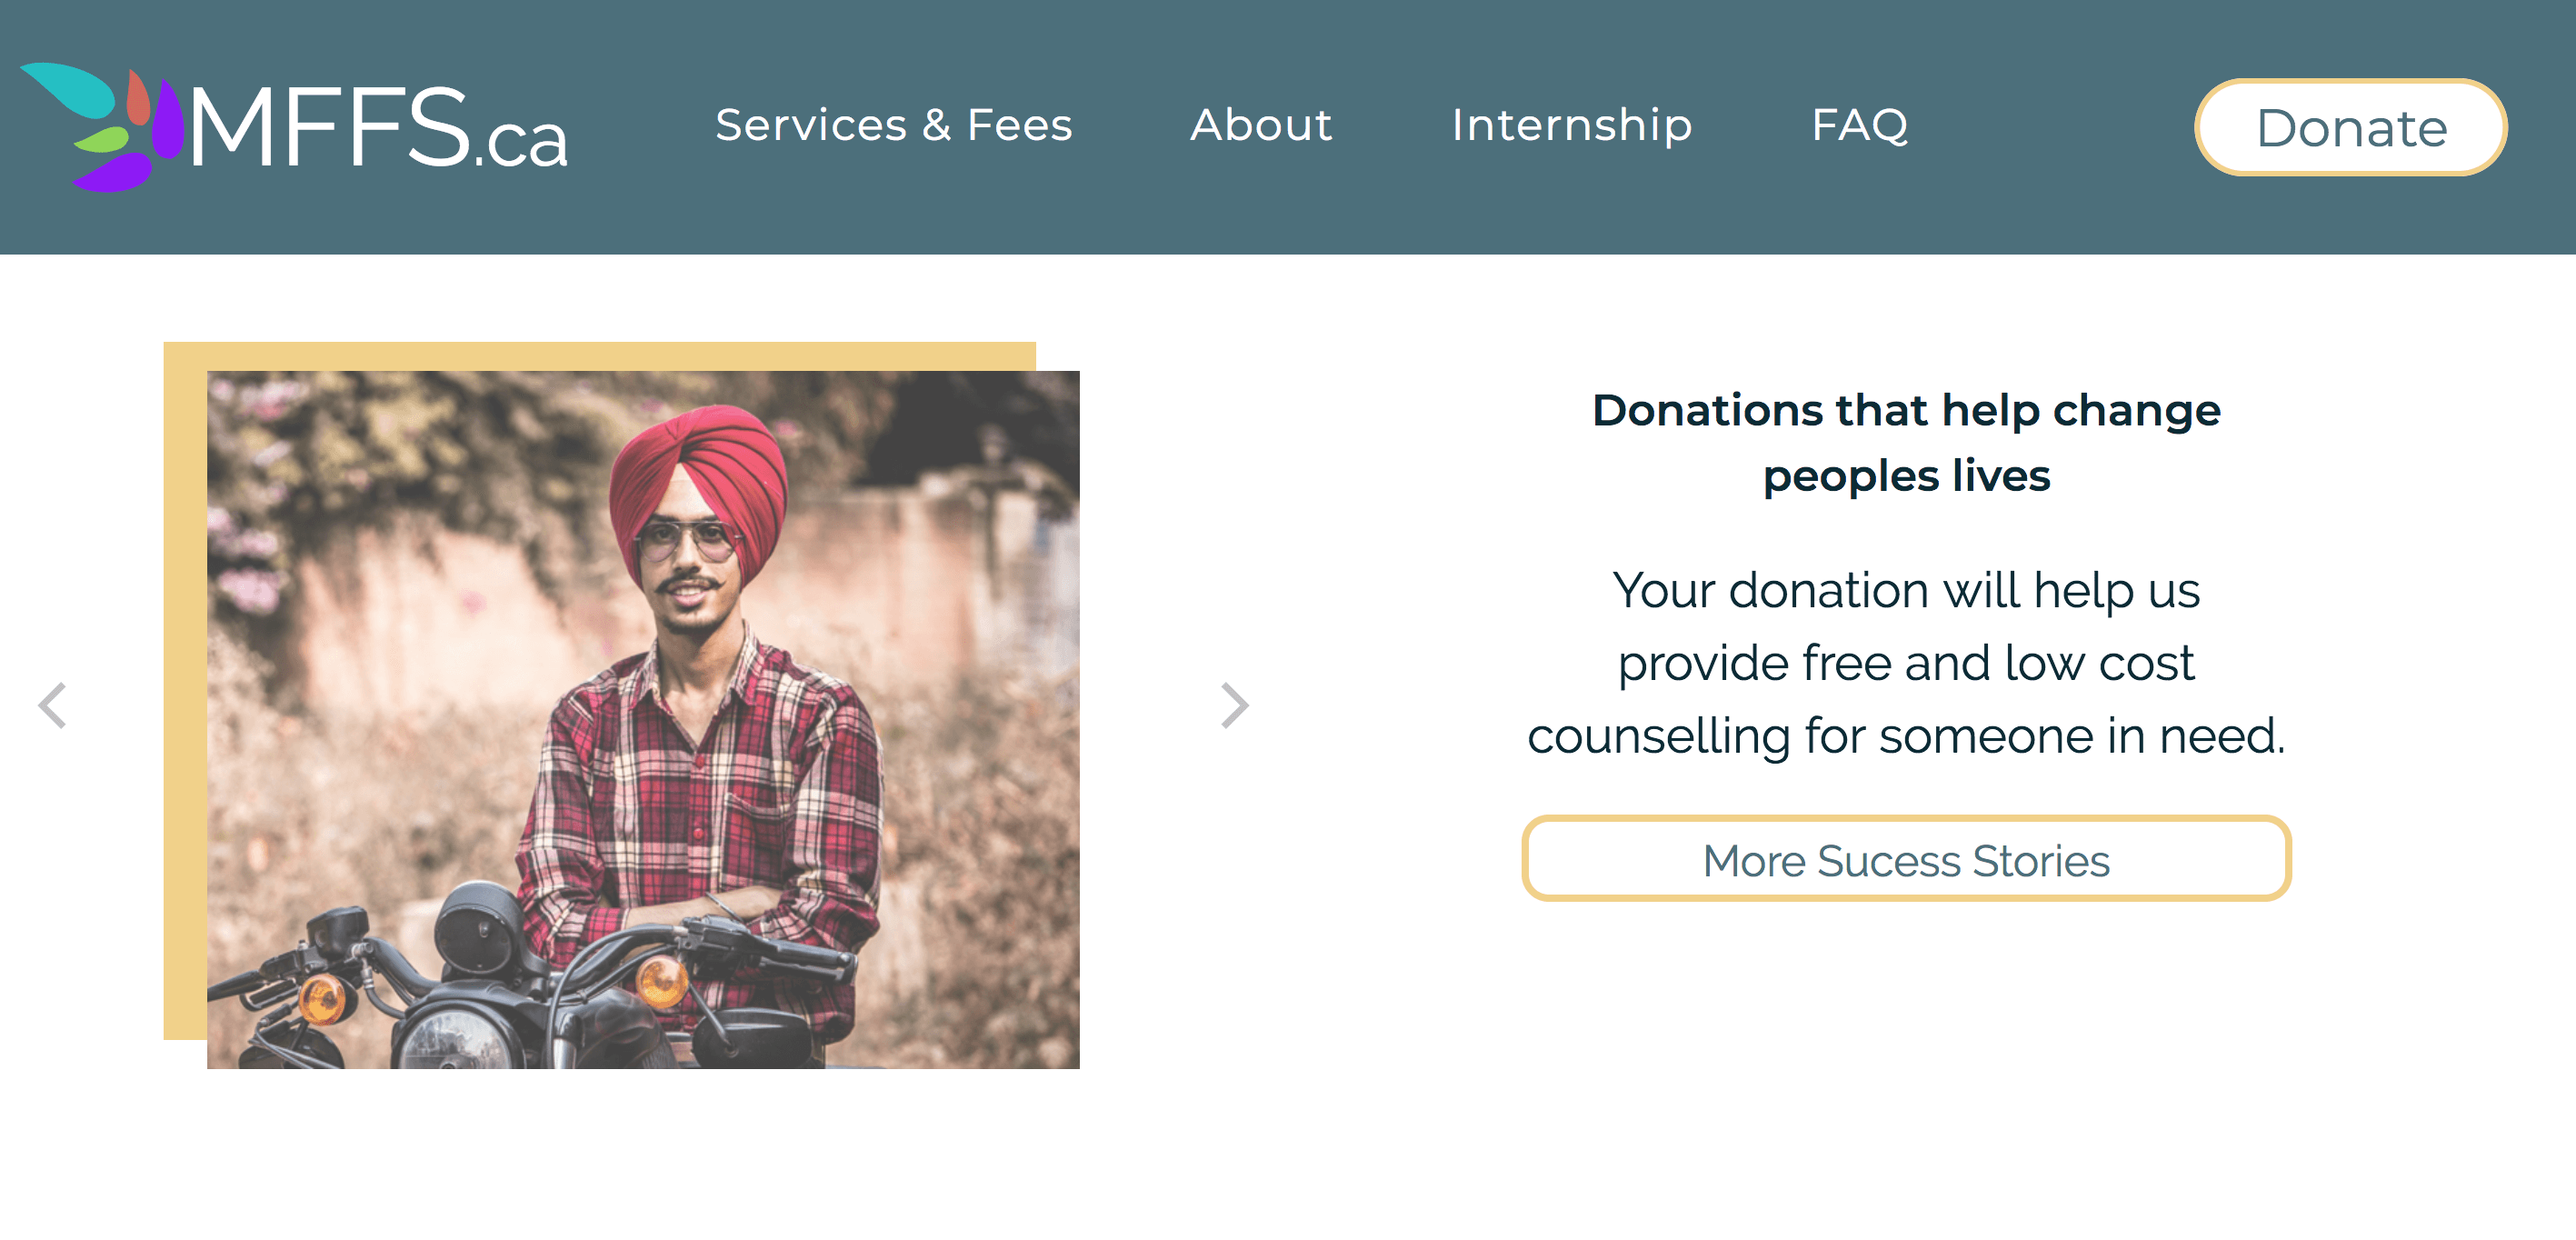 MFFS.ca
Services & Fees
About
Internship
FAQ
Donate
Donations that help change
peoples lives
Your donation will help us
provide free and low cost
counselling for someone in need.
More Sucess Stories